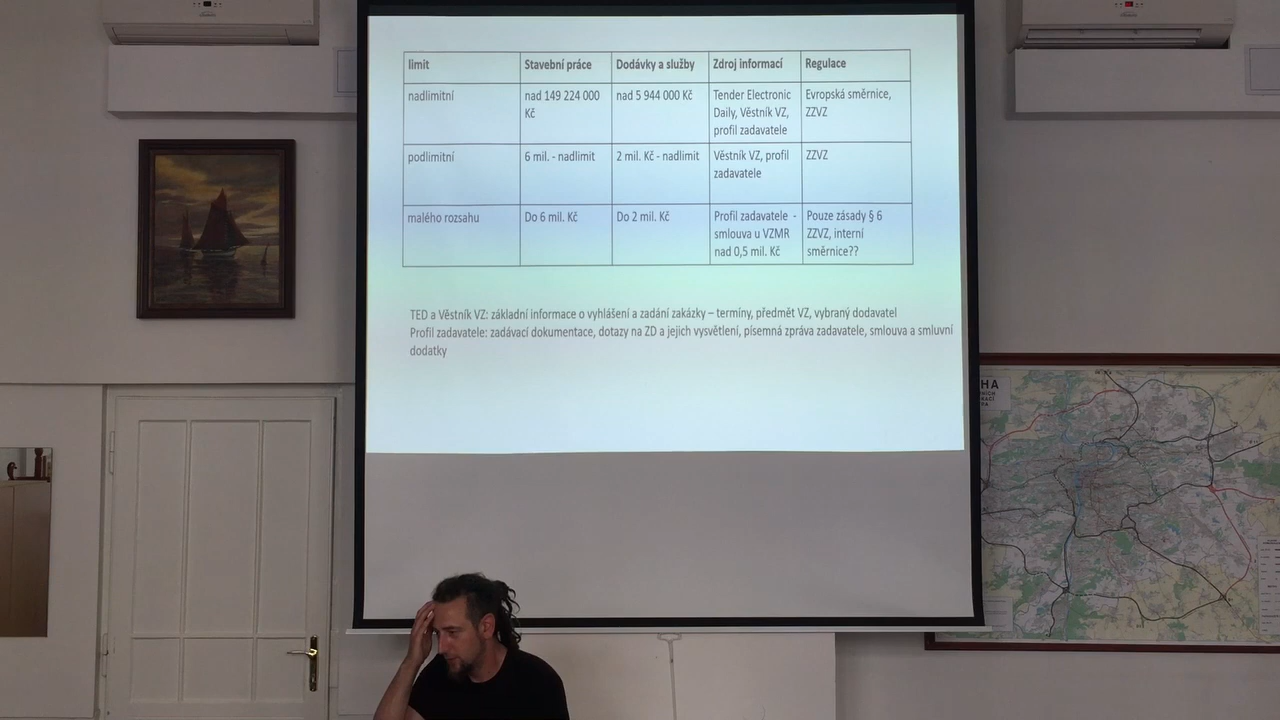 limit Stavební práce Dodávky a služby Zdroj informací Regulace
nadlimitní nad 149 224 000 nad 5 944 000 Kč Tender Electronic Evropská směrnice,
Kč Daily, Věstník VZ, ZZVZ
profil zadavatele
podlimitní 6 mil. - nadlimit 2 mil. Kč - nadlimit Věstník VZ, profil ZZVZ
zadavatele
malého rozsahu Do 6 mil. Kč Do 2 mil. Kč Profil zadavatele - Pouze zásady § 6
smlouva u VZMR ZZVZ, interní
nad 0,5 mil. Kč směrnice??
TED a Věstník VZ: základní informace o vyhlášení a zadání zakázky – termíny, předmět VZ, vybraný dodavatel
Profil zadavatele: zadávací dokumentace, dotazy na ZD a jejich vysvětlení, písemná zpráva zadavatele, smlouva a smluvní
dodatky
HA